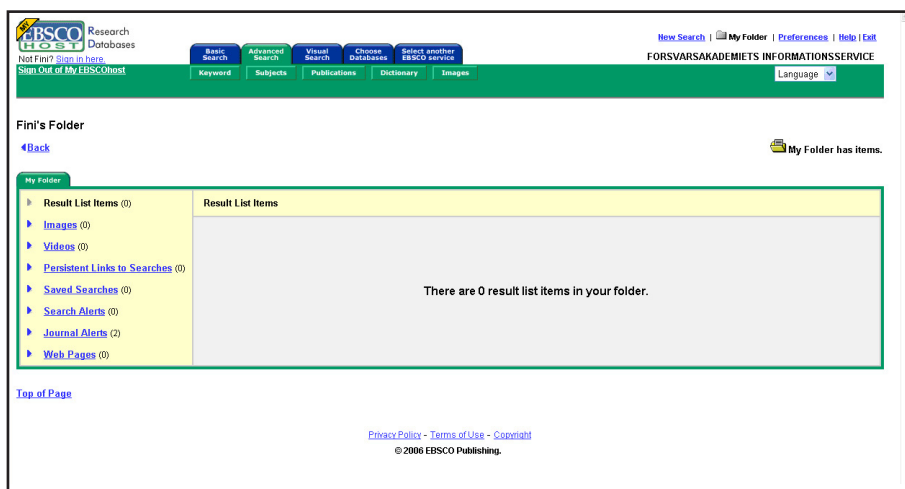 MY
EBSCO Research
HOST Databases
Not Fini? Sign in here.
Sign Out of My EBSCOhost
Basic Search
Advanced Search
Visual Search
Choose Databases
Select another EBSCO service
New Search | My Folder | Preferences | Help | Exit
FORSVARSAKADEMIETS INFORMATIONSSERVICE
Keyword Subjects Publications Dictionary Images
Language
Fini's Folder
Back
My Folder has items.
My Folder
Result List Items (0)
Images (0)
Videos (0)
Persistent Links to Searches (0)
Saved Searches (0)
Search Alerts (0)
Journal Alerts (2)
Web Pages (0)
Result List Items
There are 0 result list items in your folder.
Top of Page
Privacy Policy - Terms of Use - Copyright
© 2006 EBSCO Publishing.